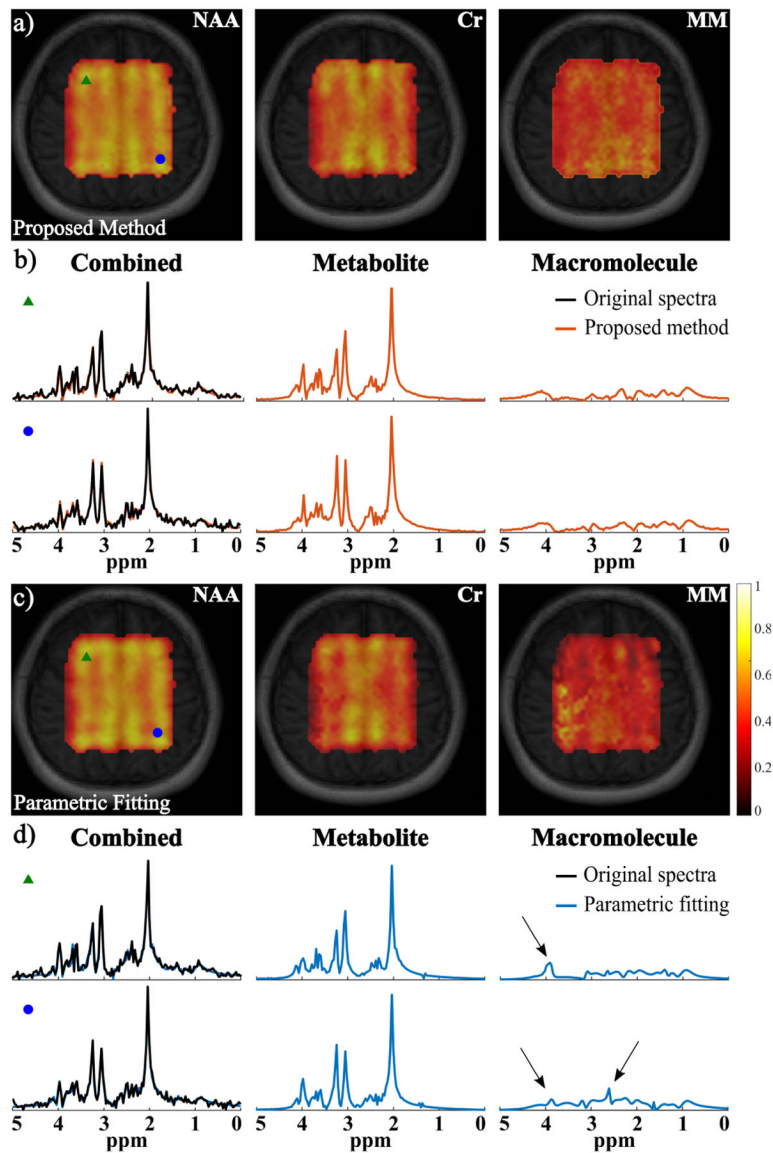 a) NAA Cr MM
Proposed Method
b) Combined Metabolite Macromolecule
Original spectra
Proposed method
5 4 3 2 1 0 5 4 3 2 1 0 5 4 3 2 1 0
ppm ppm ppm
c) NAA Cr MM
1
0.8
0.6
0.4
0.2
0
Parametric Fitting
d) Combined Metabolite Macromolecule
Original spectra
Parametric fitting
5 4 3 2 1 0 5 4 3 2 1 0 5 4 3 2 1 0
ppm ppm ppm